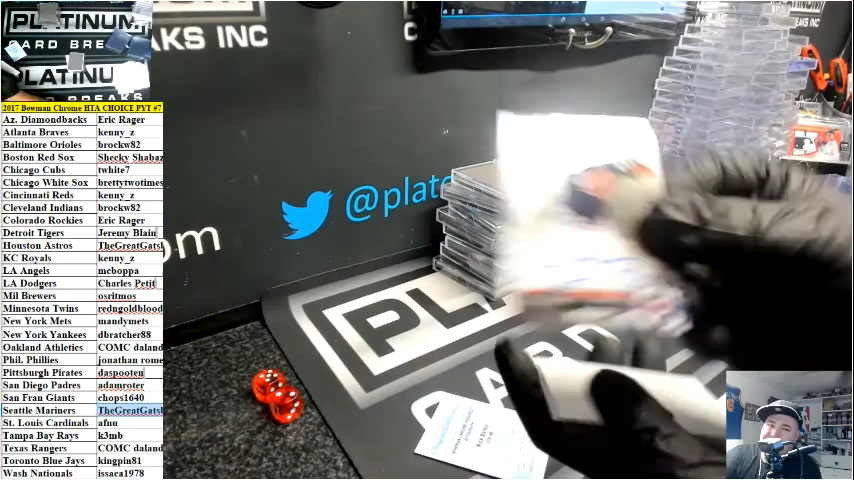 PLATINUM
CARD BREAKS
PLATINUM
BREAKS
AKS INC
2017 Bowman Chrome HTA CHOICE PYT #7
Az. Diamondbacks Eric Rager
Atlanta Braves kenny_z
Baltimore Orioles brockw82
Boston Red Sox Shecky Shabaz
Chicago Cubs twhite7
Chicago White Sox brettytwotimes
Cincinnati Reds kenny_z
Cleveland Indians brockw82
Colorado Rockies Eric Rager
Detroit Tigers Jeremy Blain
Houston Astros TheGreatGats
KC Royals kenny_z
LA Angels mcboppa
LA Dodgers Charles Petit
Mil Brewers osritmos
Minnesota Twins redngoldblood
New York Mets mandymets
New York Yankees dbratcher88
Oakland Athletics COMC daland
Phil. Phillies jonathan rome
Pittsburgh Pirates daspooten
San Diego Padres adamroter
San Fran Giants chops1640
Seattle Mariners TheGreatGats
St. Louis Cardinals afnu
Tampa Bay Rays k3mb
Texas Rangers COMC daland
Toronto Blue Jays kingpin81
Wash Nationals issaca1978
@plat
om
PL
ARD